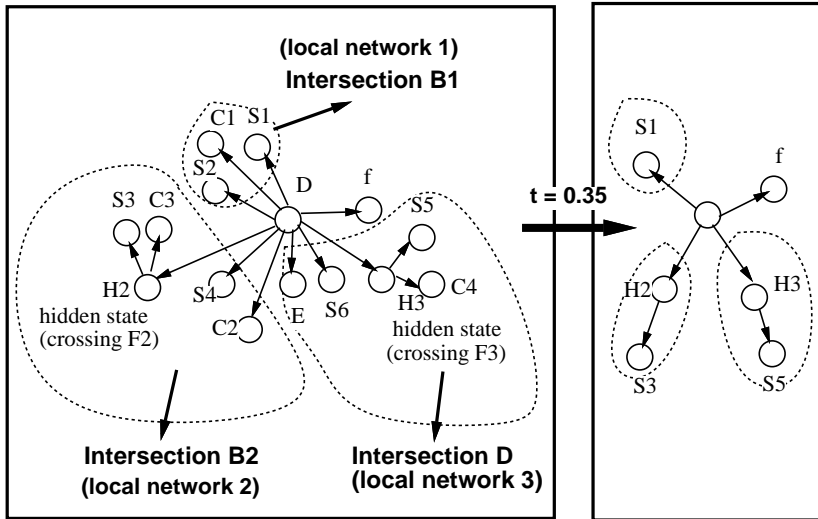 (local network 1)
Intersection B1
C1
S1
S2
D
f
S3
C3
S5
H2
S4
C2
E
S6
H3
C4
hidden state
(crossing F2)
hidden state
(crossing F3)
Intersection B2
(local network 2)
Intersection D
(local network 3)
t = 0.35
S1
f
H2
H3
S3
S5